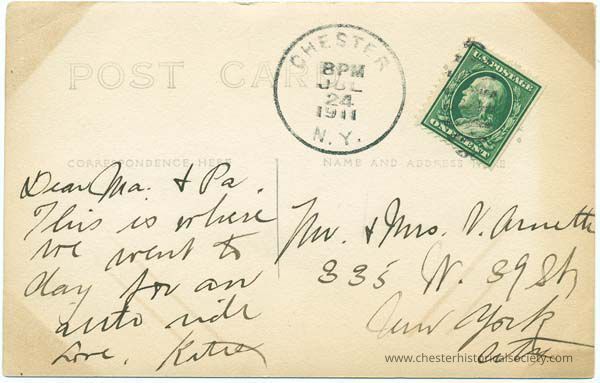 POST CARD
CHESTER
8PM
JUL
24
1911
N.Y.
U.S. POSTAGE
ONE CENT
CORRESPONDENCE HERE
NAME AND ADDRESS HERE
Dear Ma. & Pa.
This is where
we went to
day for an
auto ride
Love, Katie
Mr. & Mrs. V. Arnette
335 W. 39 St,
New York
City
www.chesterhistoricalsociety.com